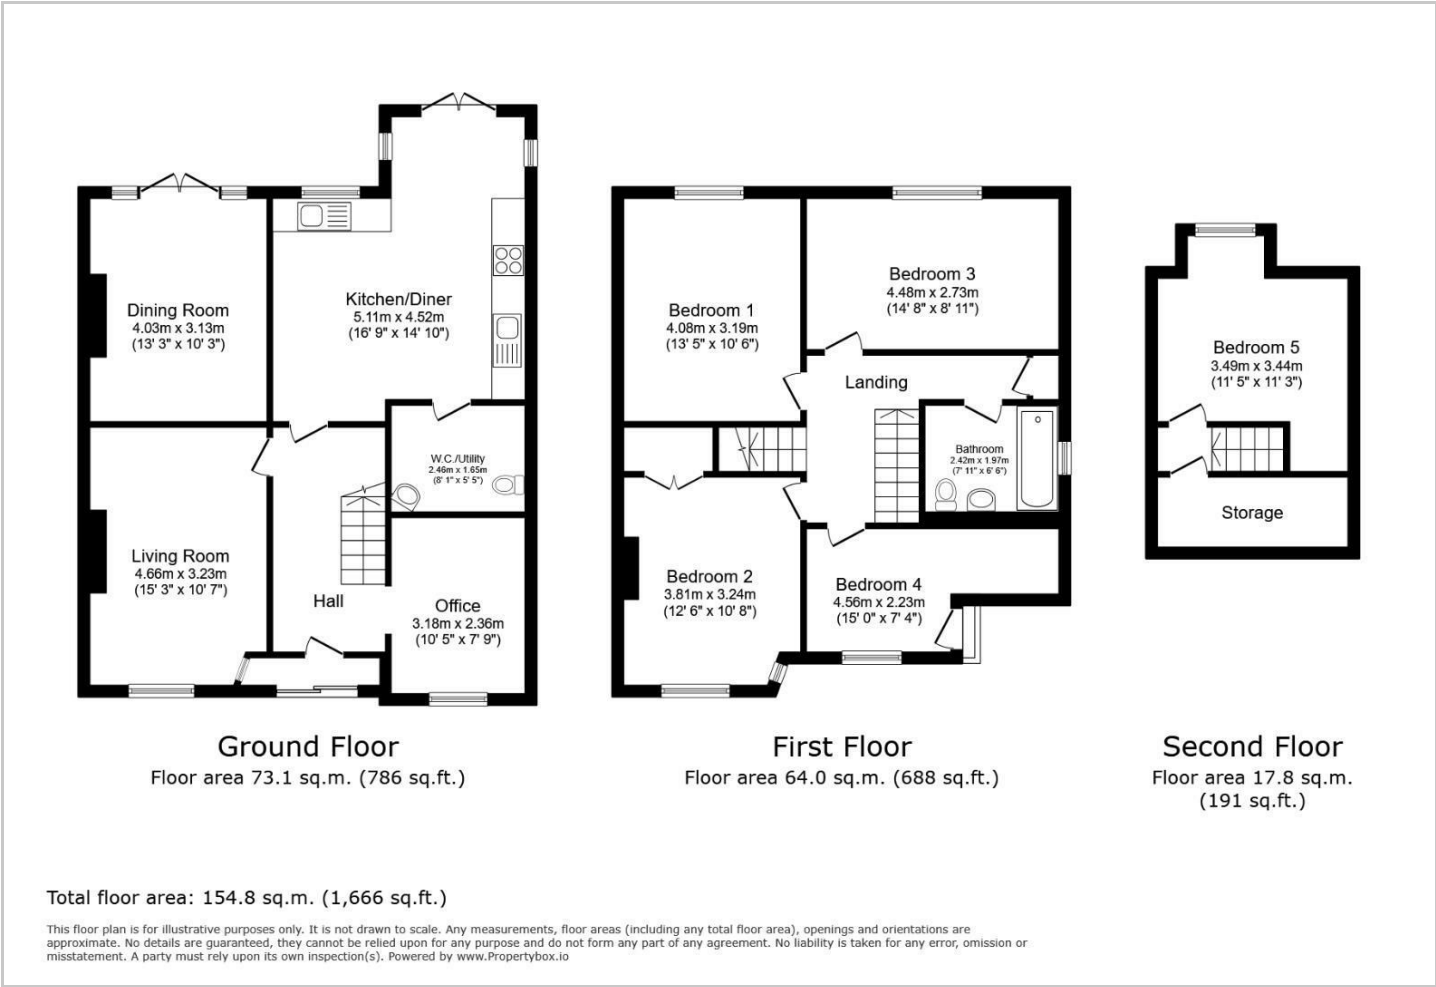 Dining Room
4.03m x 3.13m
(13' 3" x 10' 3")
Kitchen/Diner
5.11m x 4.52m
(16' 9" x 14' 10")
W.C./Utility
2.46m x 1.65m
(8' 1" x 5' 5")
Living Room
4.66m x 3.23m
(15' 3" x 10' 7")
Hall
Office
3.18m x 2.36m
(10' 5" x 7' 9")
Ground Floor
Floor area 73.1 sq.m. (786 sq.ft.)
Bedroom 1
4.08m x 3.19m
(13' 5" x 10' 6")
Bedroom 3
4.48m x 2.73m
(14' 8" x 8' 11")
Landing
Bathroom
2.42m x 1.97m
(7' 11" x 6' 6")
Bedroom 2
3.81m x 3.24m
(12' 6" x 10' 8")
Bedroom 4
4.56m x 2.23m
(15' 0" x 7' 4")
First Floor
Floor area 64.0 sq.m. (688 sq.ft.)
Bedroom 5
3.49m x 3.44m
(11' 5" x 11' 3")
Storage
Second Floor
Floor area 17.8 sq.m.
(191 sq.ft.)
Total floor area: 154.8 sq.m. (1,666 sq.ft.)
This floor plan is for illustrative purposes only. It is not drawn to scale. Any measurements, floor areas (including any total floor area), openings and orientations are
approximate. No details are guaranteed, they cannot be relied upon for any purpose and do not form any part of any agreement. No liability is taken for any error, omission or
misstatement. A party must rely upon its own inspection(s). Powered by www.Propertybox.io